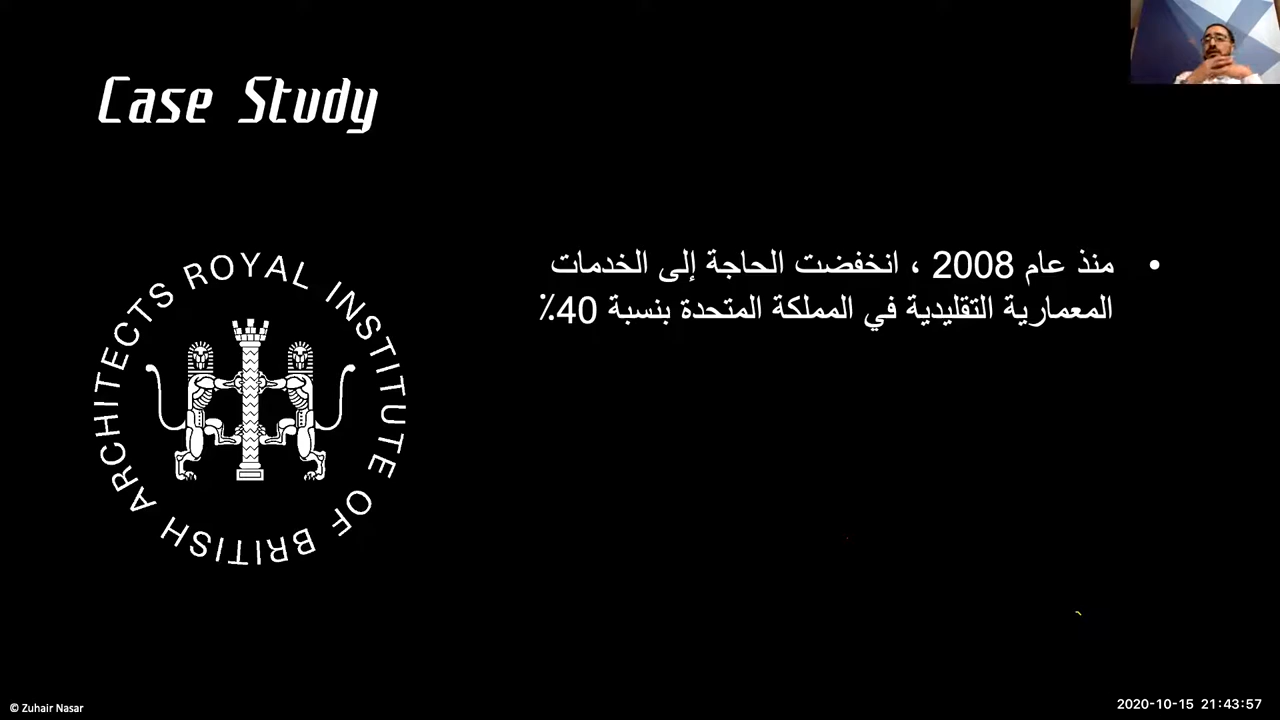 Case Study
ROYAL INSTITUTE OF BRITISH ARCHITECTS
• منذ عام 2008 ، انخفضت الحاجة إلى الخدمات
المعمارية التقليدية في المملكة المتحدة بنسبة 40٪
© Zuhair Nasar
2020-10-15 21:43:57